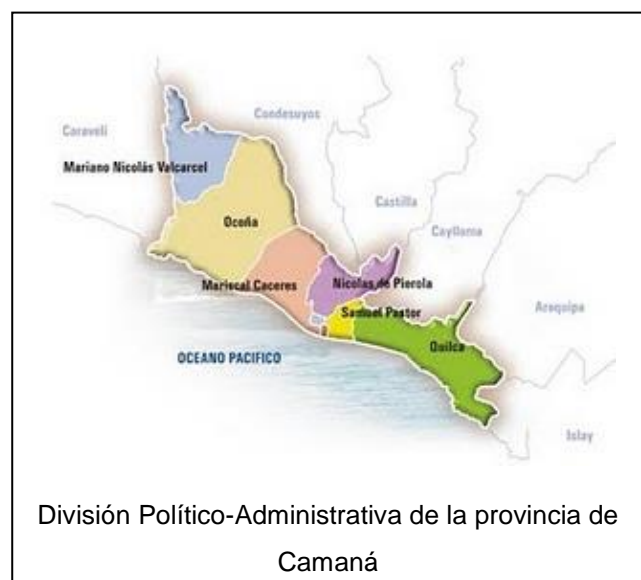 Condesuyos
Caraveli
Mariano Nicolás Valcarcel
Castilla
Ocoña
Caylloma
Mariscal Caceres
Nicolas de Pierola
Samuel Pastor
Arequipa
Quilca
OCEANO PACIFICO
Islay
División Político-Administrativa de la provincia de
Camaná